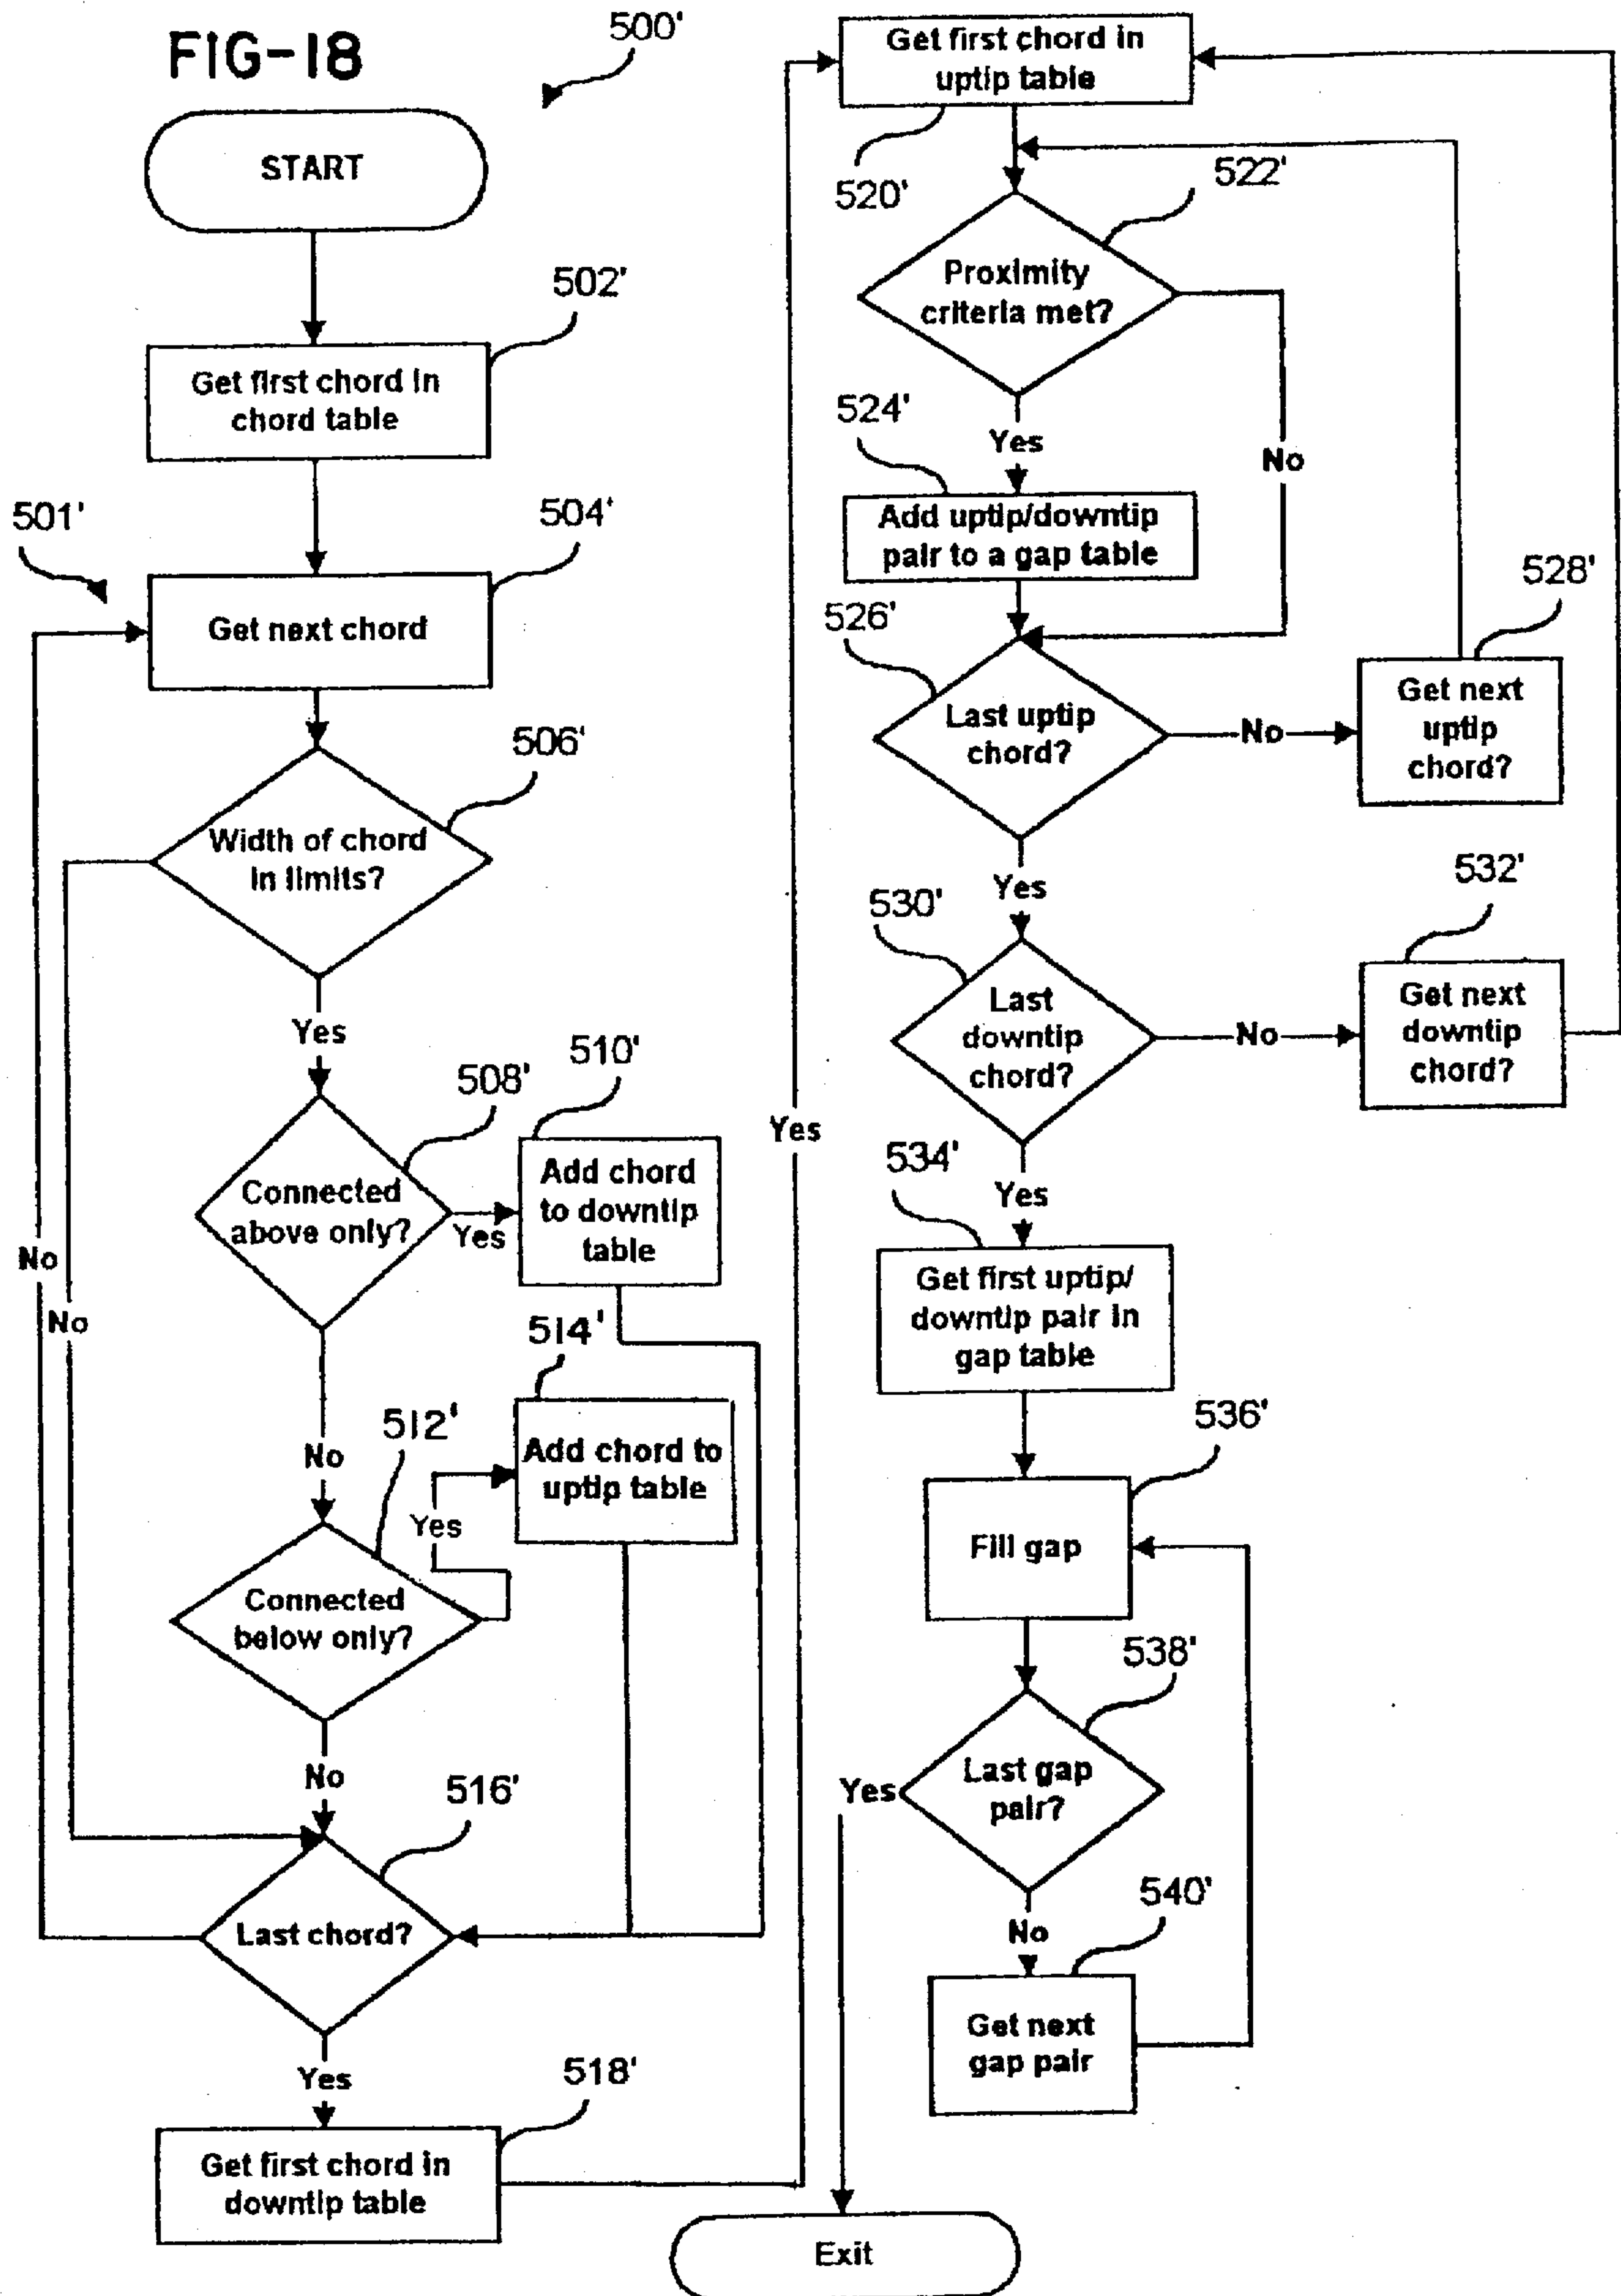 FIG-18
500'
START
502'
Get first chord in
chord table
501'
504'
Get next chord
506'
Width of chord
in limits?
Yes
508'
510'
Connected
above only?
Yes
Add chord
to downtip
table
No
No
514'
512'
No
Yes
Add chord to
uptip table
Connected
below only?
No
516'
Last chord?
Yes
518'
Get first chord in
downtip table
Yes
Get first chord in
uptip table
520'
522'
Proximity
criteria met?
524'
Yes
No
Add uptip/downtip
pair to a gap table
526'
528'
Last uptip
chord?
No
Get next
uptip
chord?
Yes
530'
532'
Last
downtip
chord?
No
Get next
downtip
chord?
534'
Yes
Get first uptip/
downtip pair in
gap table
536'
Fill gap
538'
Yes
Last gap
pair?
540'
No
Get next
gap pair
Exit